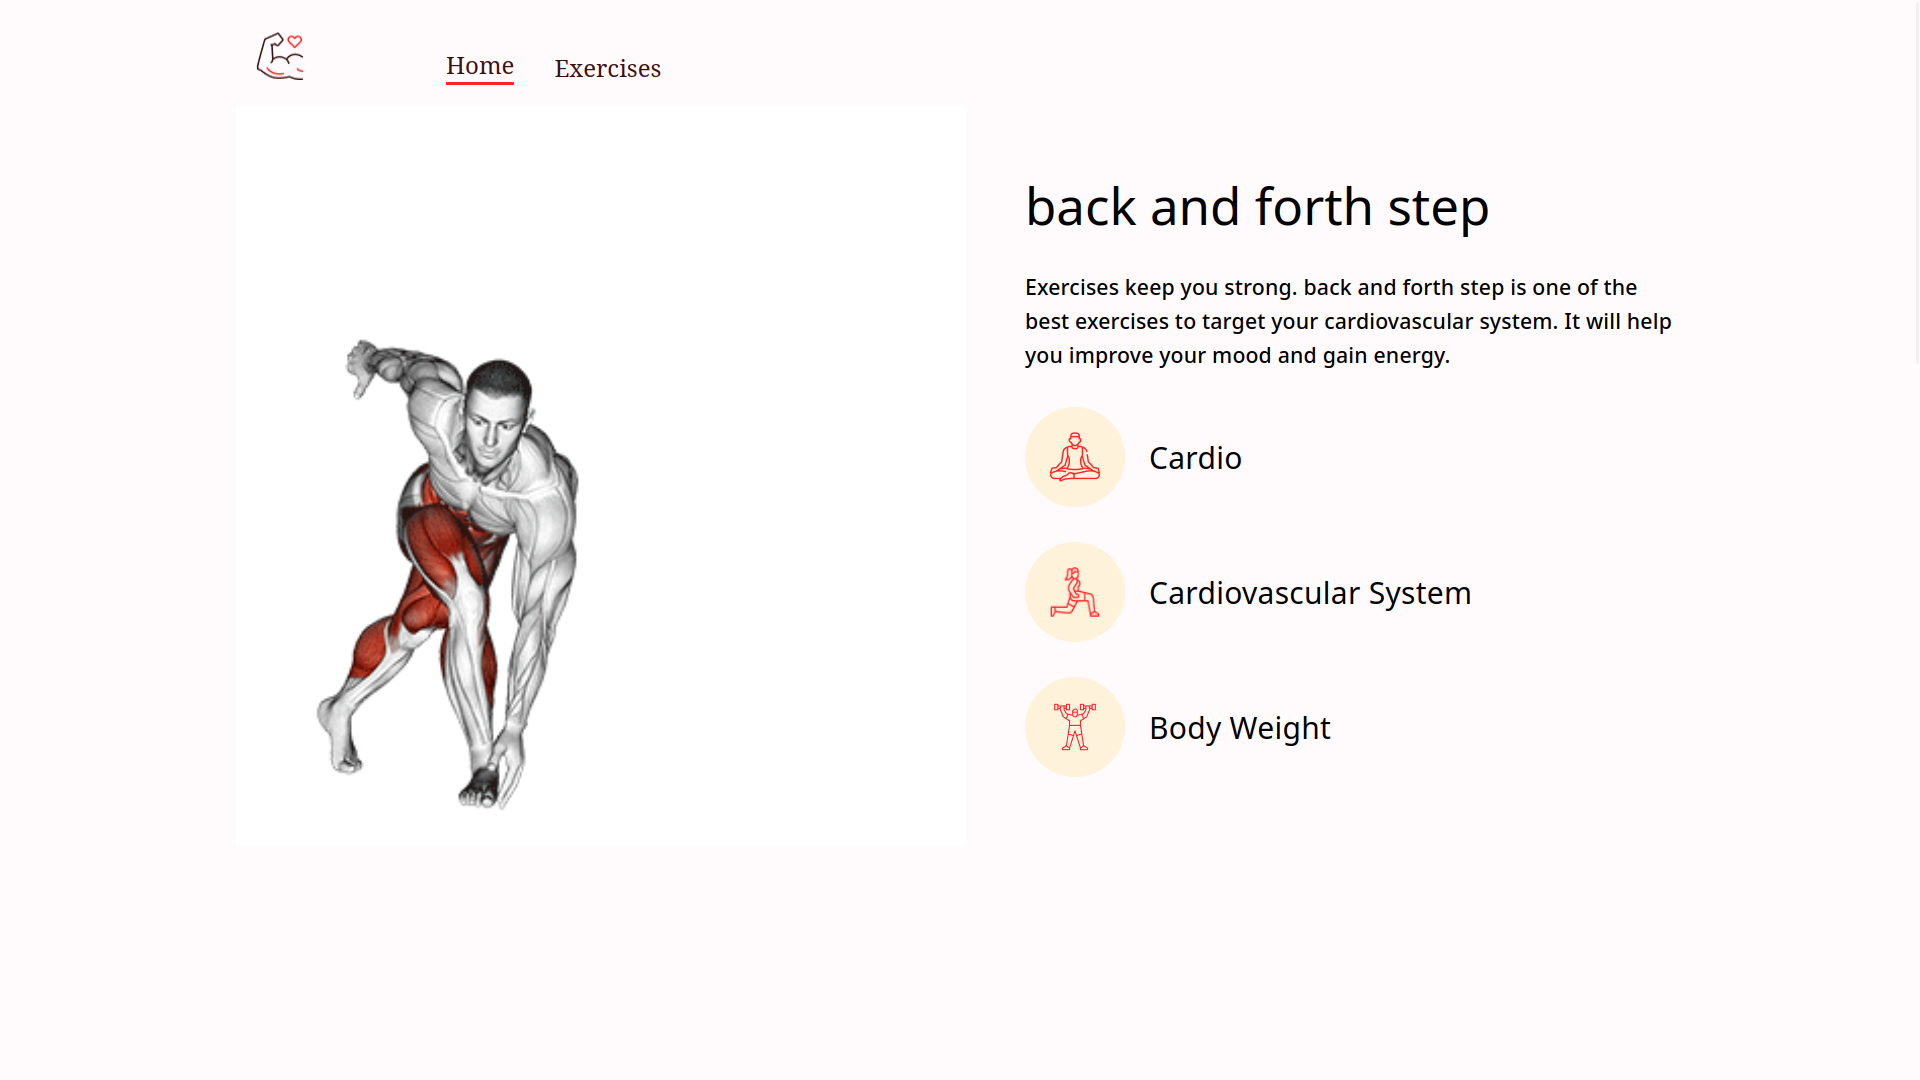 Home
Exercises
back and forth step
Exercises keep you strong. back and forth step is one of the
best exercises to target your cardiovascular system. It will help
you improve your mood and gain energy.
Cardio
Cardiovascular System
Body Weight